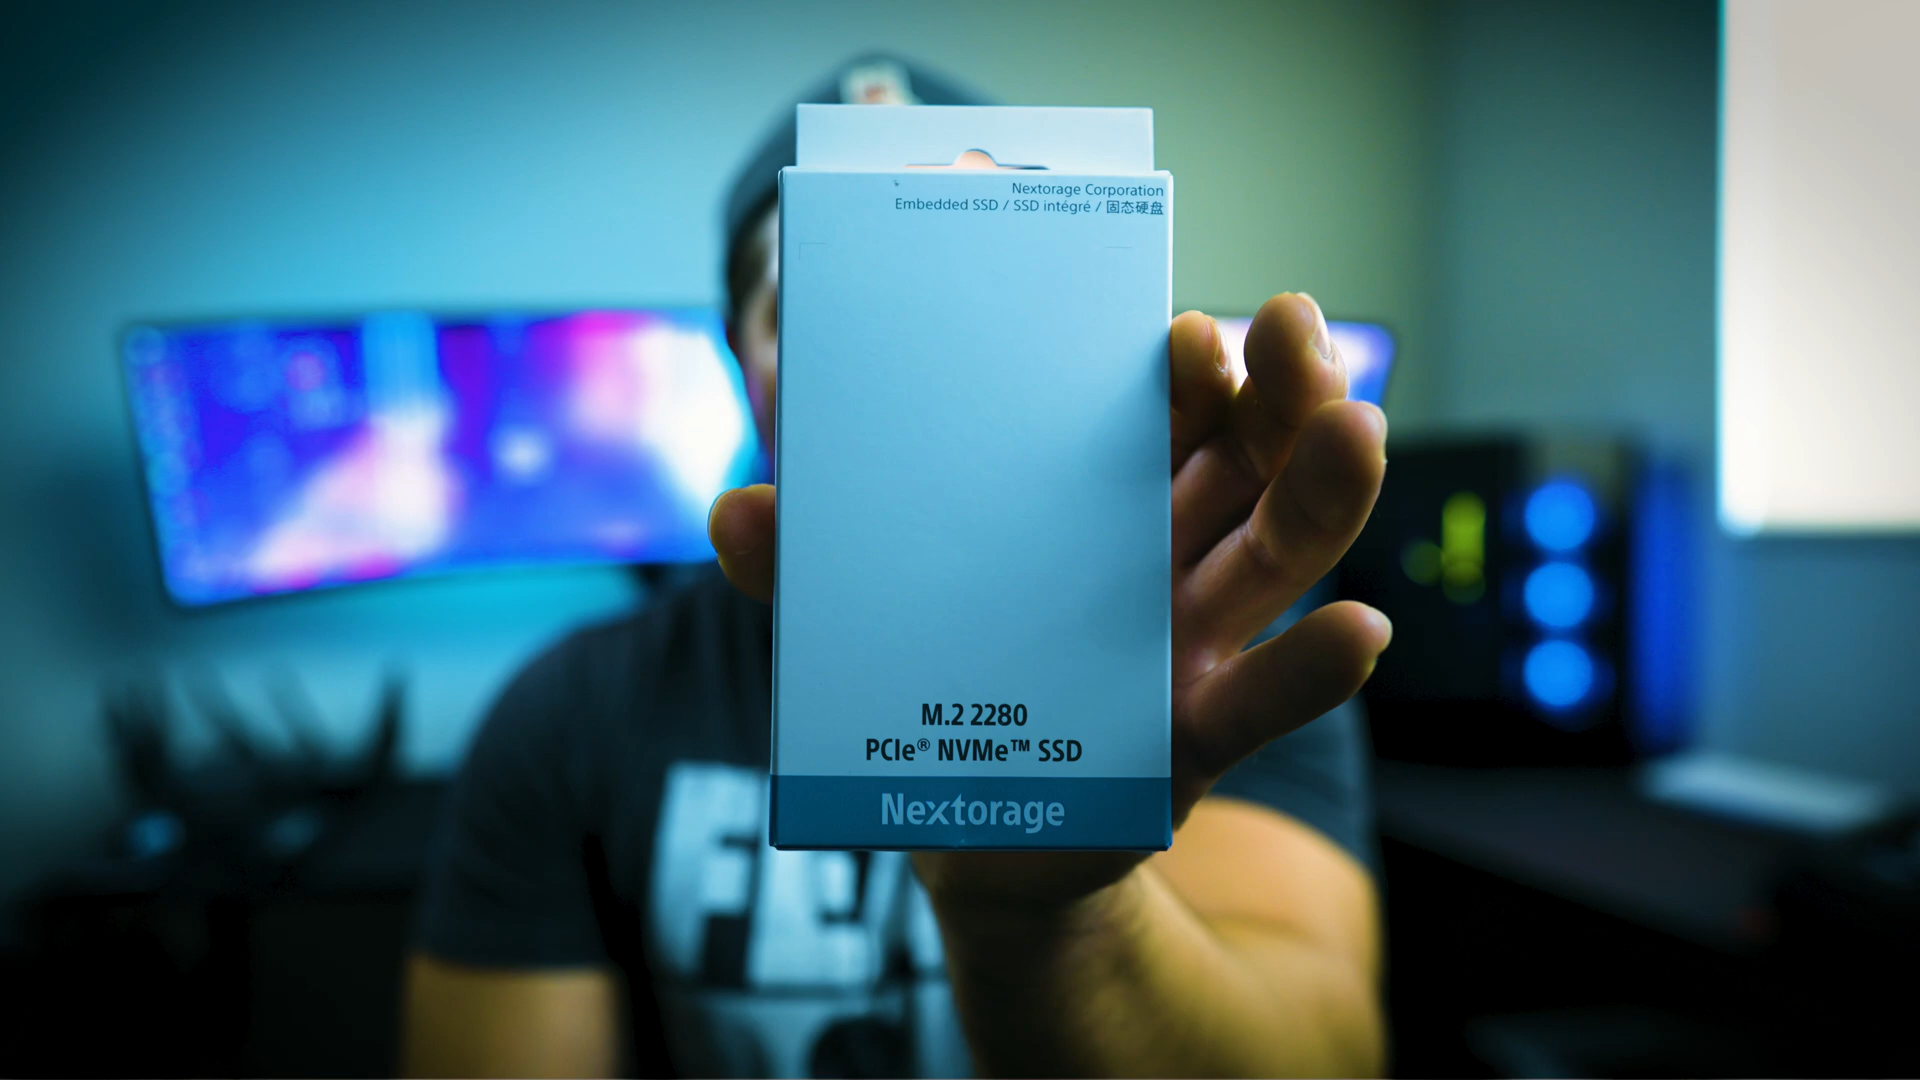 Nextorage Corporation
Embedded SSD / SSD intégré / 固态硬盘
M.2 2280
PCIe® NVMe™ SSD
Nextorage